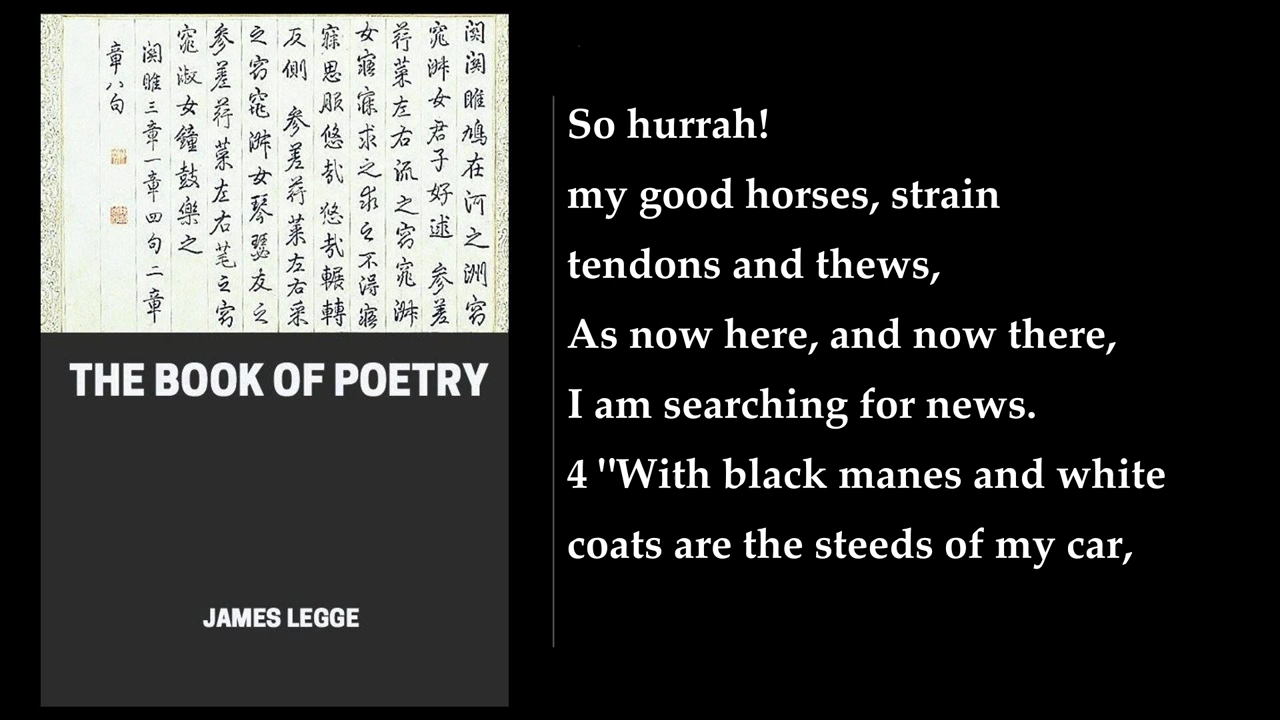 関関雎鳩在河之洲窈
窕淑女君子好逑 參差
荇菜左右流之窈窕淑
女寤寐求之求之不得寤
寐思服悠哉悠哉輾轉
反側 參差荇菜左右采
之窈窕淑女琴瑟友之
參差荇菜左右芼之窈
窕淑女鐘鼓樂之
関雎三章一章四句二章
章八句
THE BOOK OF POETRY
JAMES LEGGE
So hurrah!
my good horses, strain
tendons and thews,
As now here, and now there,
I am searching for news.
4 "With black manes and white
coats are the steeds of my car,